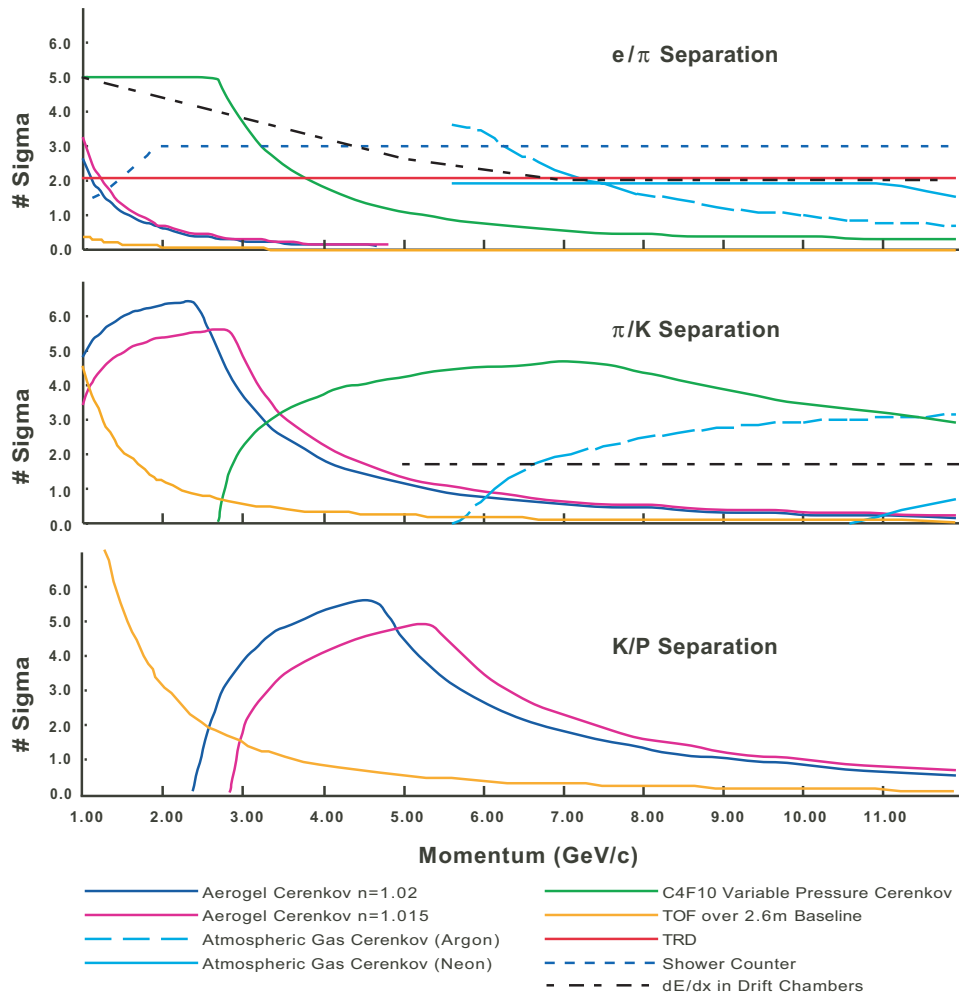 e/π Separation
# Sigma
6.0
5.0
4.0
3.0
2.0
1.0
0.0
π/K Separation
# Sigma
6.0
5.0
4.0
3.0
2.0
1.0
0.0
K/P Separation
# Sigma
6.0
5.0
4.0
3.0
2.0
1.0
0.0
1.00 2.00 3.00 4.00 5.00 6.00 7.00 8.00 9.00 10.00 11.00
Momentum (GeV/c)
Aerogel Cerenkov n=1.02
Aerogel Cerenkov n=1.015
Atmospheric Gas Cerenkov (Argon)
Atmospheric Gas Cerenkov (Neon)
C4F10 Variable Pressure Cerenkov
TOF over 2.6m Baseline
TRD
Shower Counter
dE/dx in Drift Chambers